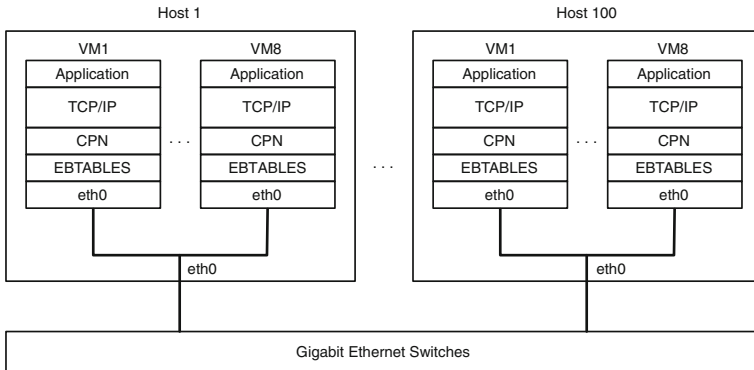 Host 1
Host 100
VM1
VM8
VM1
VM8
Application
Application
Application
Application
TCP/IP
TCP/IP
TCP/IP
TCP/IP
CPN
. . .
CPN
CPN
. . .
CPN
EBTABLES
EBTABLES
. . .
EBTABLES
EBTABLES
eth0
eth0
eth0
eth0
eth0
eth0
Gigabit Ethernet Switches